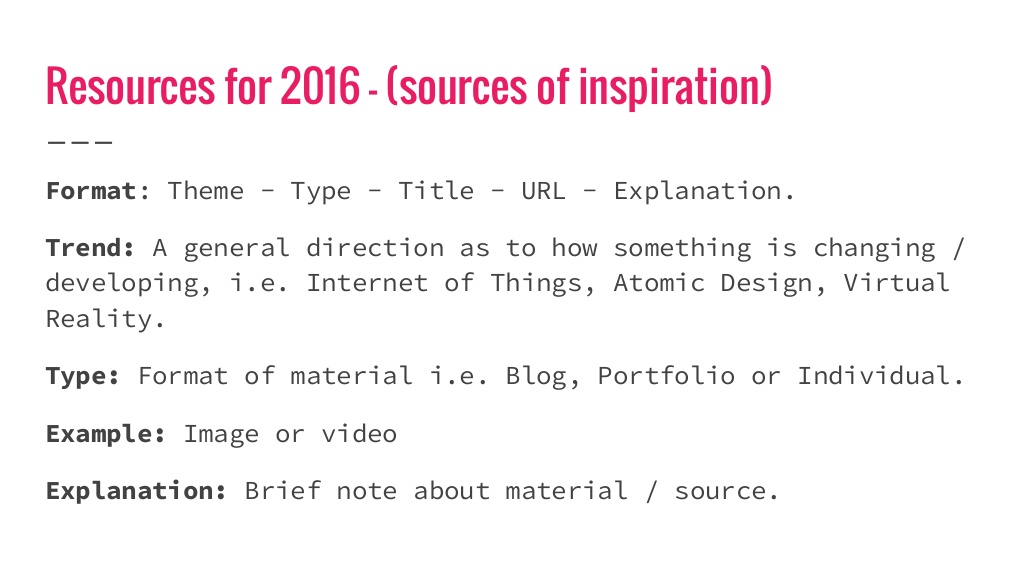 Resources for 2016 - (sources of inspiration)
Format: Theme - Type - Title - URL - Explanation.
Trend: A general direction as to how something is changing /
developing, i.e. Internet of Things, Atomic Design, Virtual
Reality.
Type: Format of material i.e. Blog, Portfolio or Individual.
Example: Image or video
Explanation: Brief note about material / source.